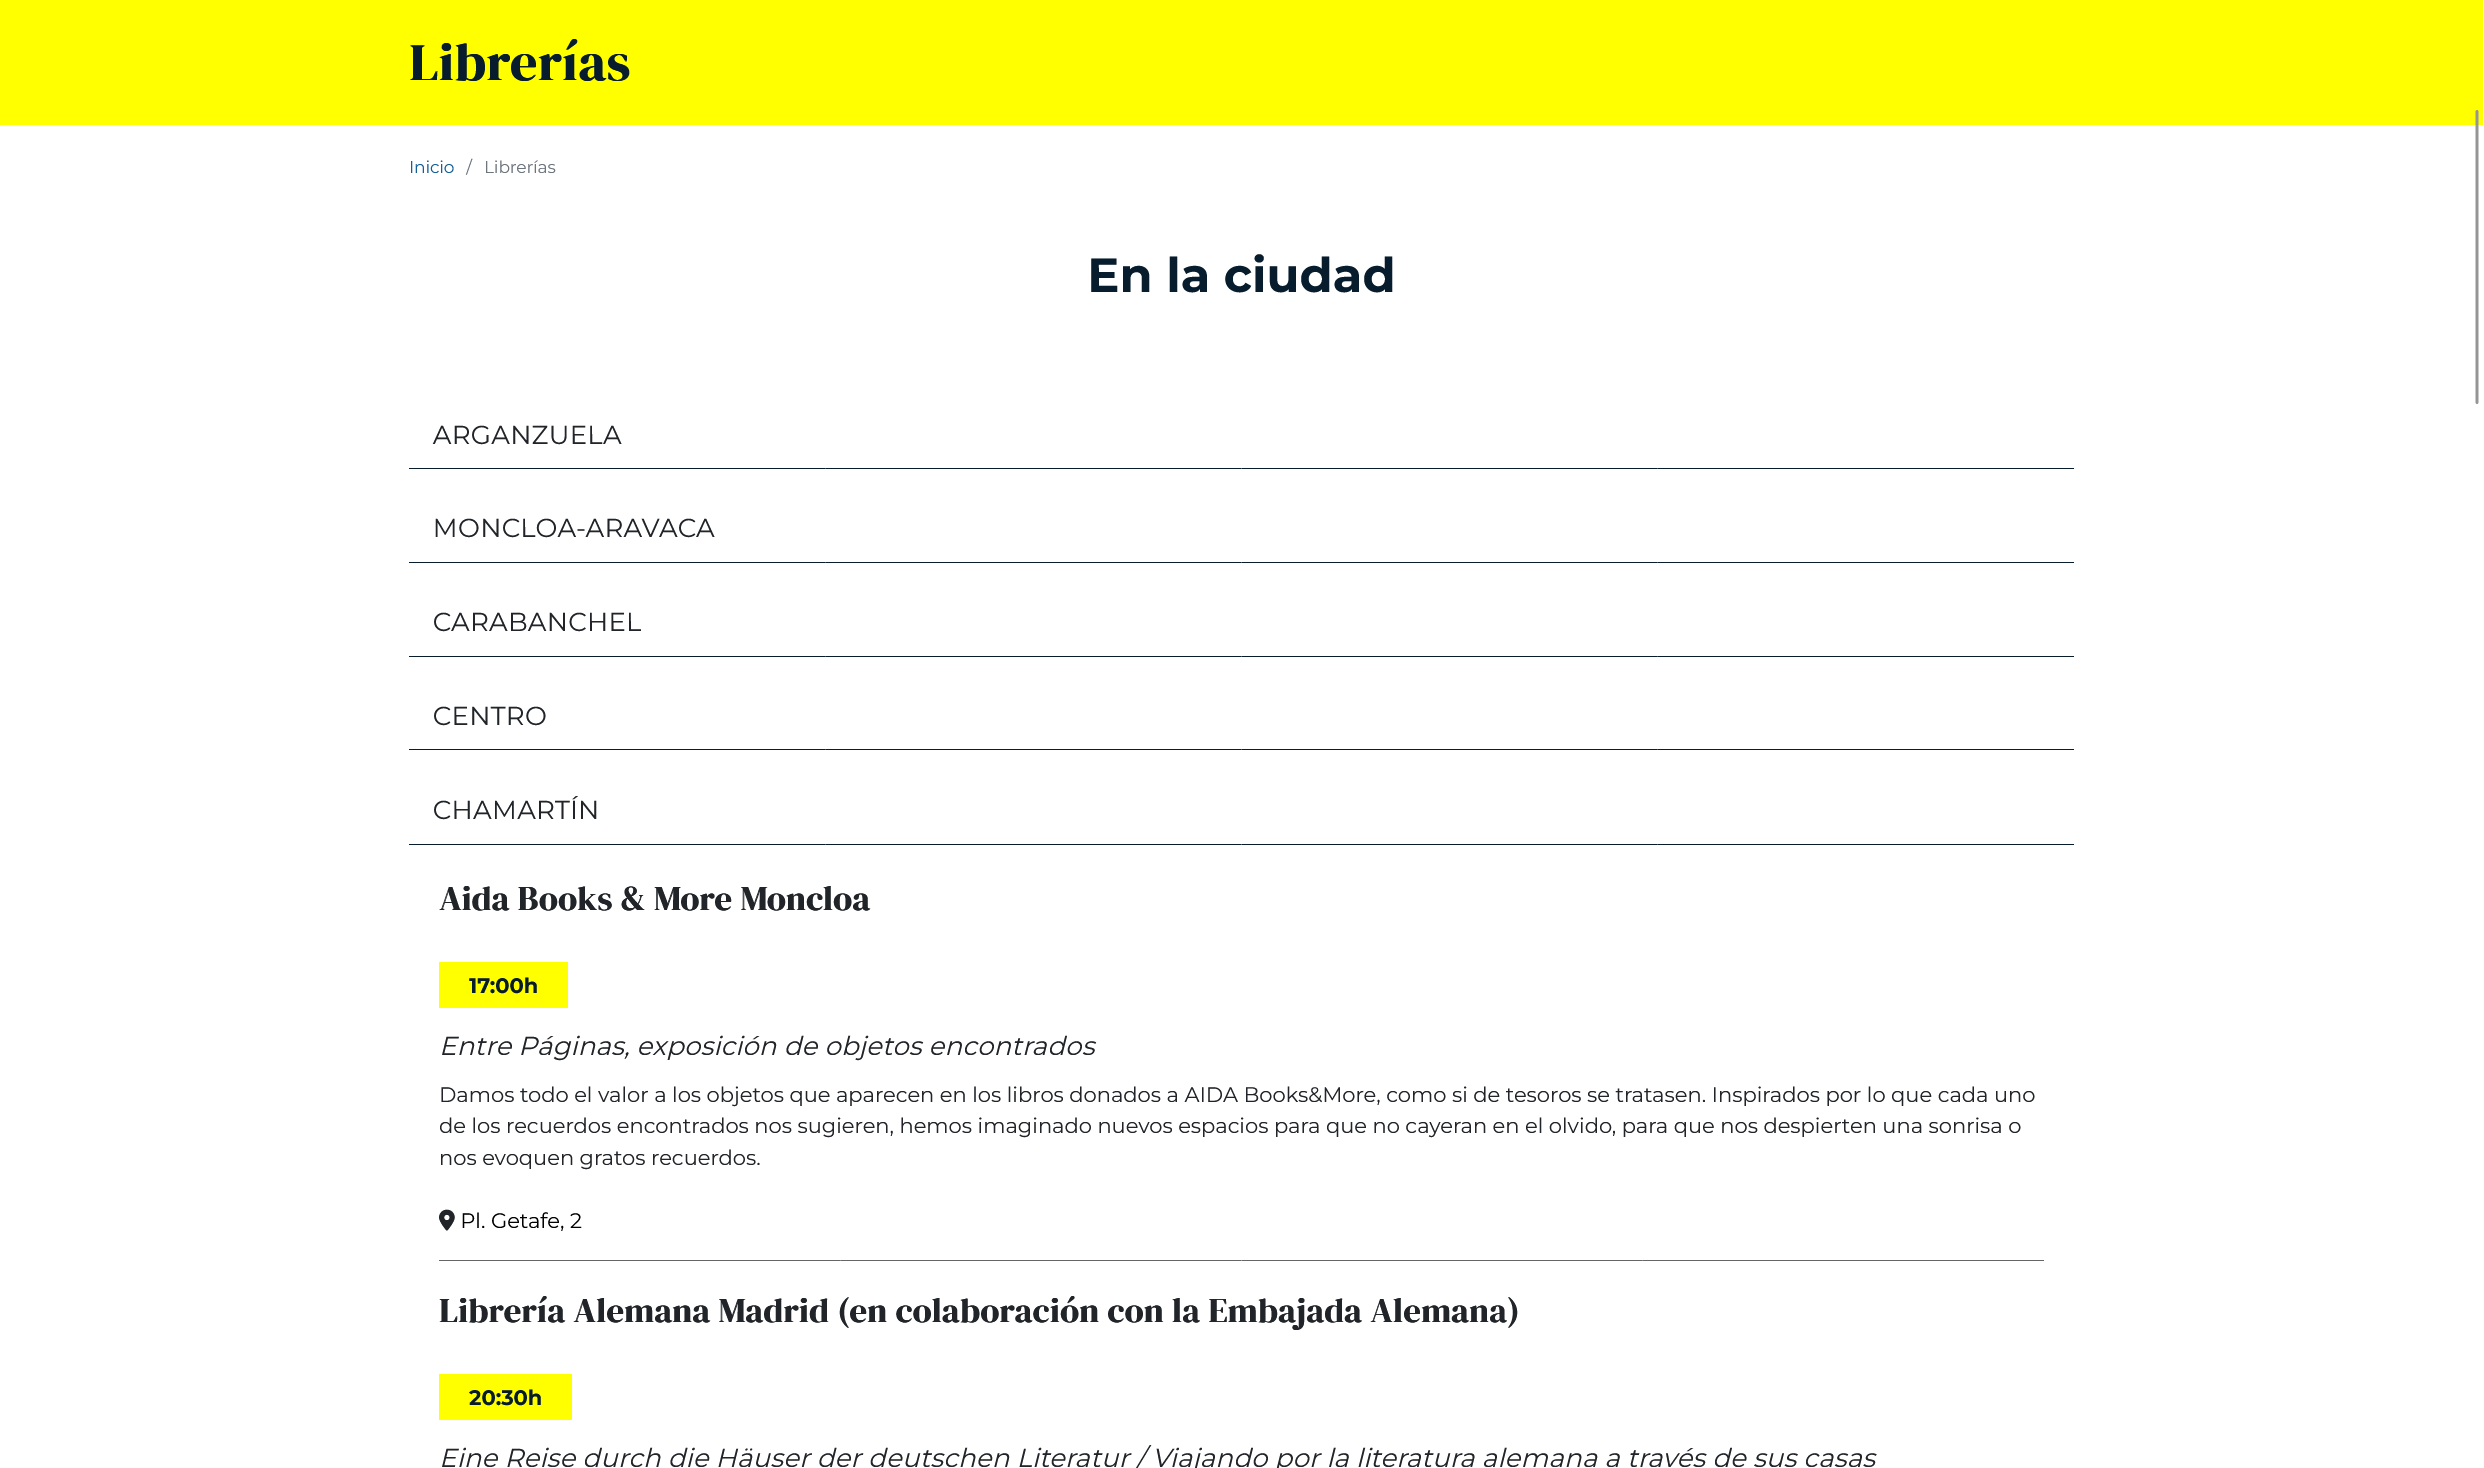 Librerías
Inicio / Librerías
En la ciudad
ARGANZUELA
MONCLOA-ARAVACA
CARABANCHEL
CENTRO
CHAMARTÍN
Aida Books & More Moncloa
17:00h
Entre Páginas, exposición de objetos encontrados
Damos todo el valor a los objetos que aparecen en los libros donados a AIDA Books&More, como si de tesoros se tratasen. Inspirados por lo que cada uno
de los recuerdos encontrados nos sugieren, hemos imaginado nuevos espacios para que no cayeran en el olvido, para que nos despierten una sonrisa o
nos evoquen gratos recuerdos.
Pl. Getafe, 2
Librería Alemana Madrid (en colaboración con la Embajada Alemana)
20:30h
Eine Reise durch die Häuser der deutschen Literatur / Viajando por la literatura alemana a través de sus casas